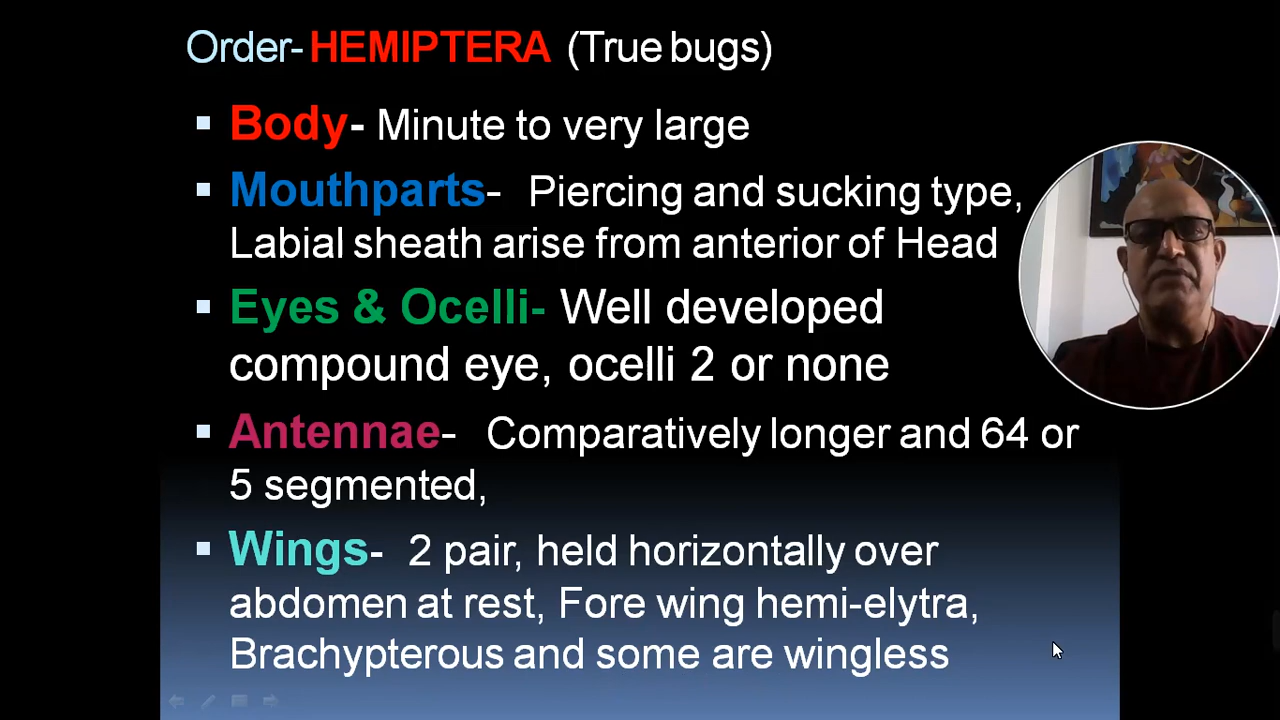 Order- HEMIPTERA (True bugs)
Body- Minute to very large
Mouthparts- Piercing and sucking type,
Labial sheath arise from anterior of Head
Eyes & Ocelli- Well developed
compound eye, ocelli 2 or none
Antennae- Comparatively longer and 64 or
5 segmented,
Wings- 2 pair, held horizontally over
abdomen at rest, Fore wing hemi-elytra,
Brachypterous and some are wingless